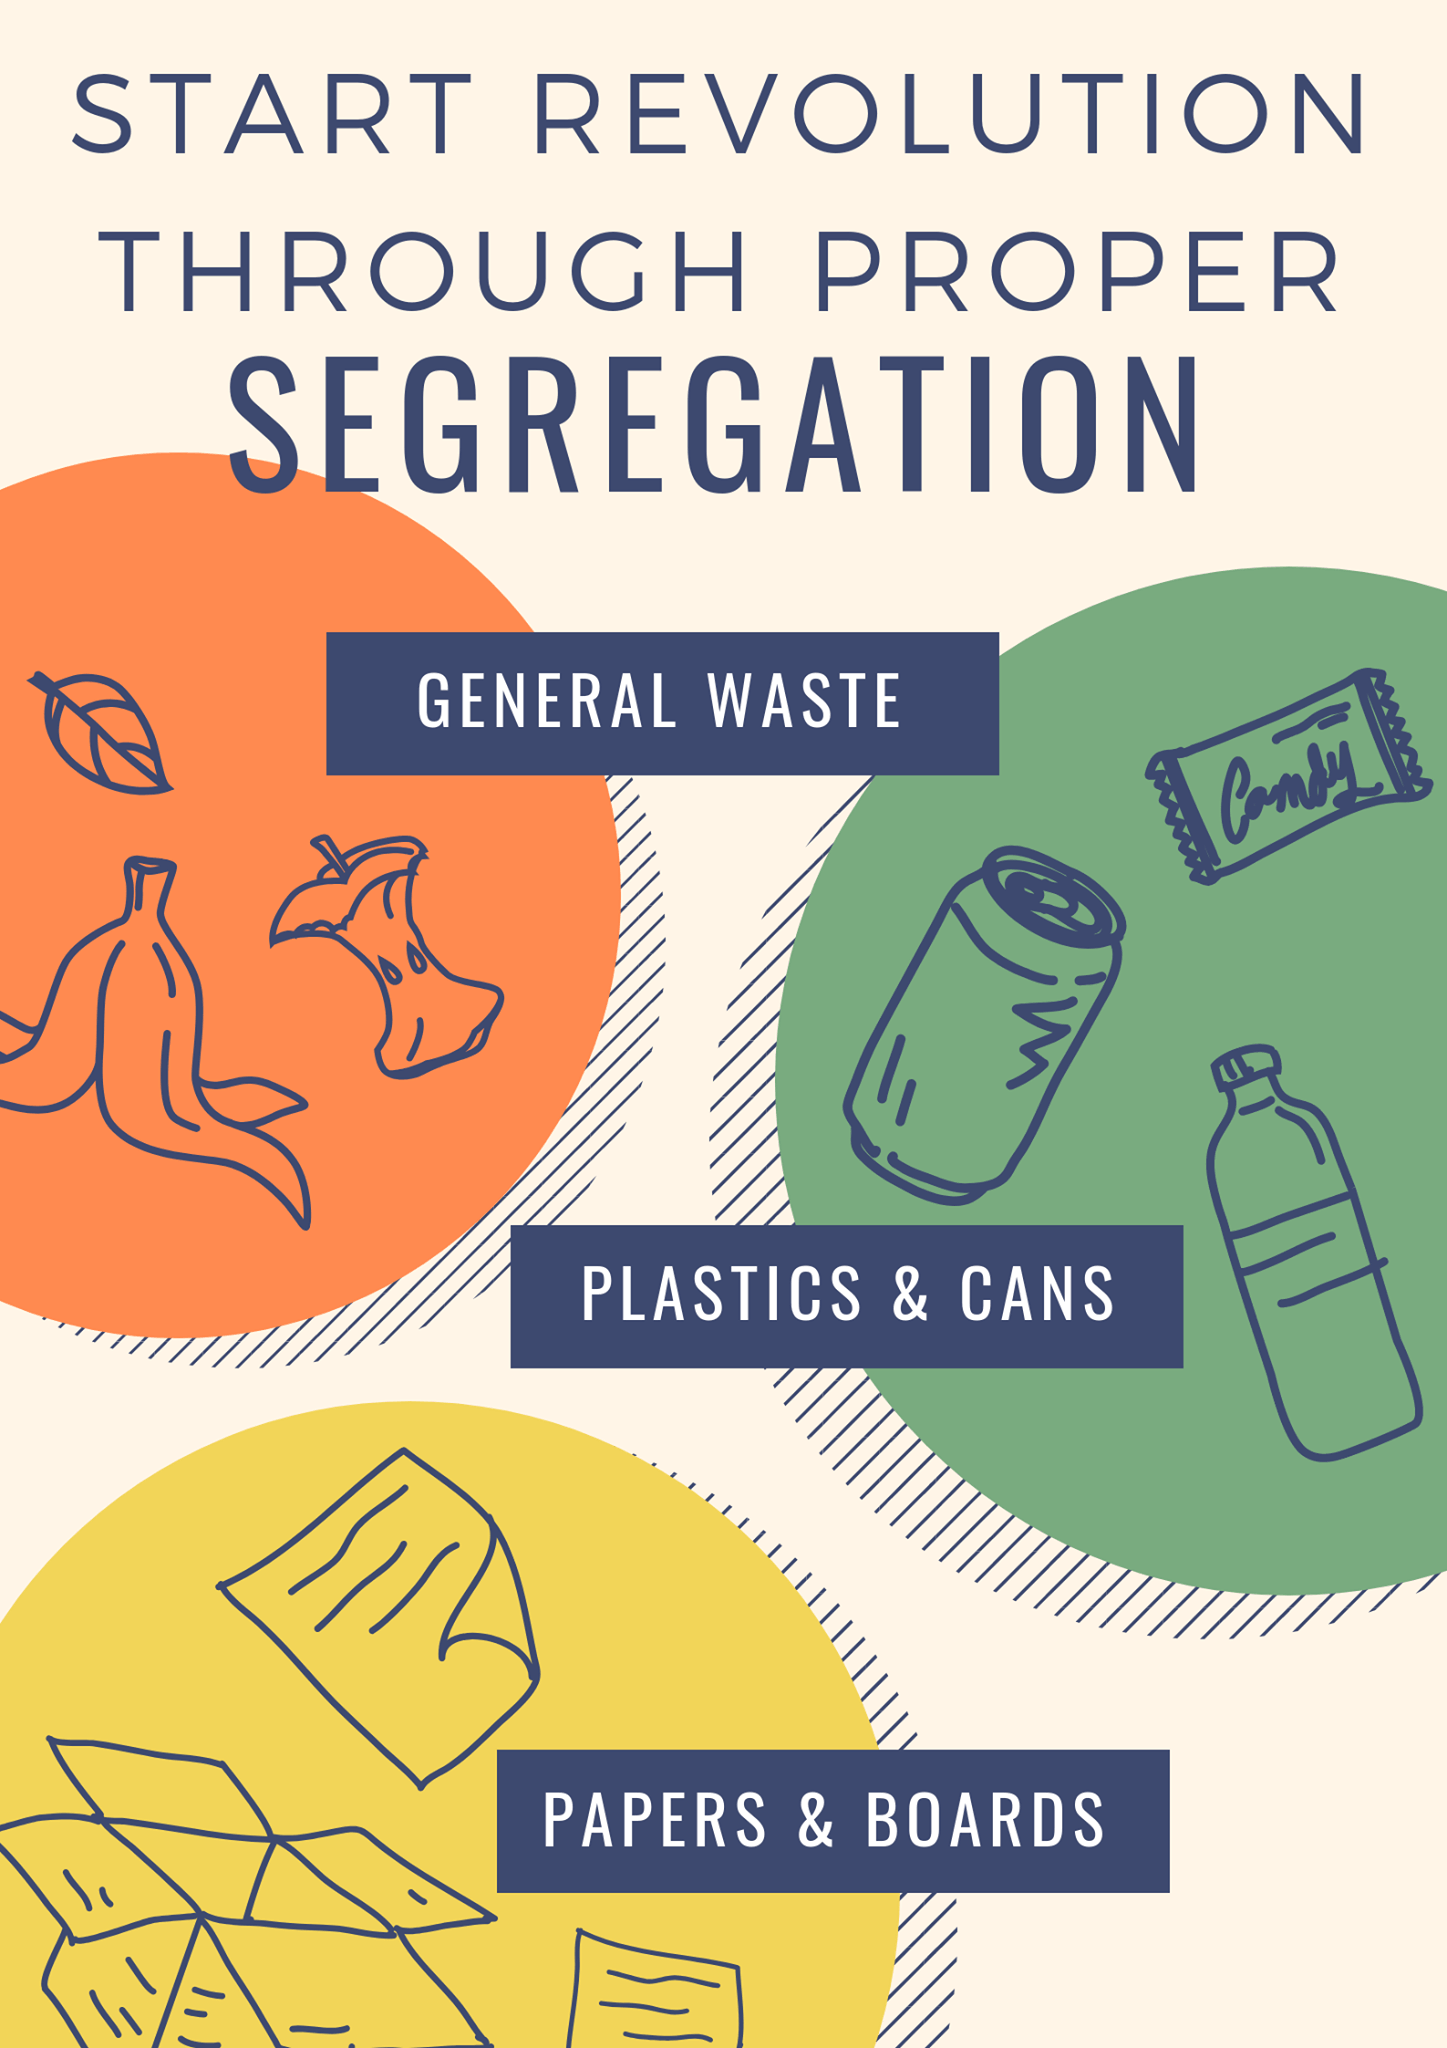 START REVOLUTION
THROUGH PROPER
SEGREGATION
GENERAL WASTE
Candy
PLASTICS & CANS
PAPERS & BOARDS